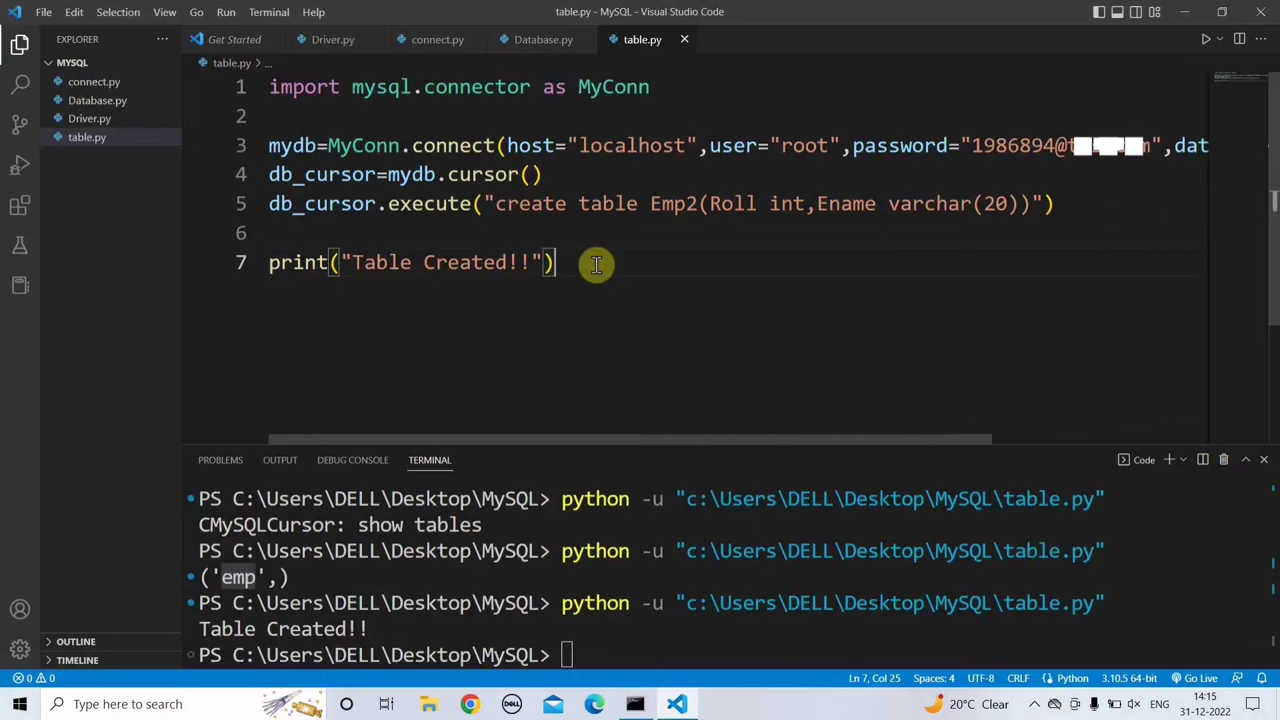 File Edit Selection View Go Run Terminal Help
table.py - MySQL - Visual Studio Code
EXPLORER
Get Started
Driver.py
connect.py
Database.py
table.py
MYSQL
connect.py
Database.py
Driver.py
table.py
table.py > ...
1 import mysql.connector as MyConn
2
3 mydb=MyConn.connect(host="localhost",user="root",password="1986894@ ",dat
4 db_cursor=mydb.cursor()
5 db_cursor.execute("create table Emp2(Roll int,Ename varchar(20))")
6
7 print("Table Created!!")
PROBLEMS OUTPUT DEBUG CONSOLE TERMINAL
Code
PS C:\Users\DELL\Desktop\MySQL> python -u "c:\Users\DELL\Desktop\MySQL\table.py"
CMySQLCursor: show tables
PS C:\Users\DELL\Desktop\MySQL> python -u "c:\Users\DELL\Desktop\MySQL\table.py"
('emp',)
PS C:\Users\DELL\Desktop\MySQL> python -u "c:\Users\DELL\Desktop\MySQL\table.py"
Table Created!!
PS C:\Users\DELL\Desktop\MySQL>
OUTLINE
TIMELINE
0 0
Ln 7, Col 25 Spaces: 4 UTF-8 CRLF Python 3.10.5 64-bit Go Live
Type here to search
DELL
20°C Clear
ENG
14:15
31-12-2022